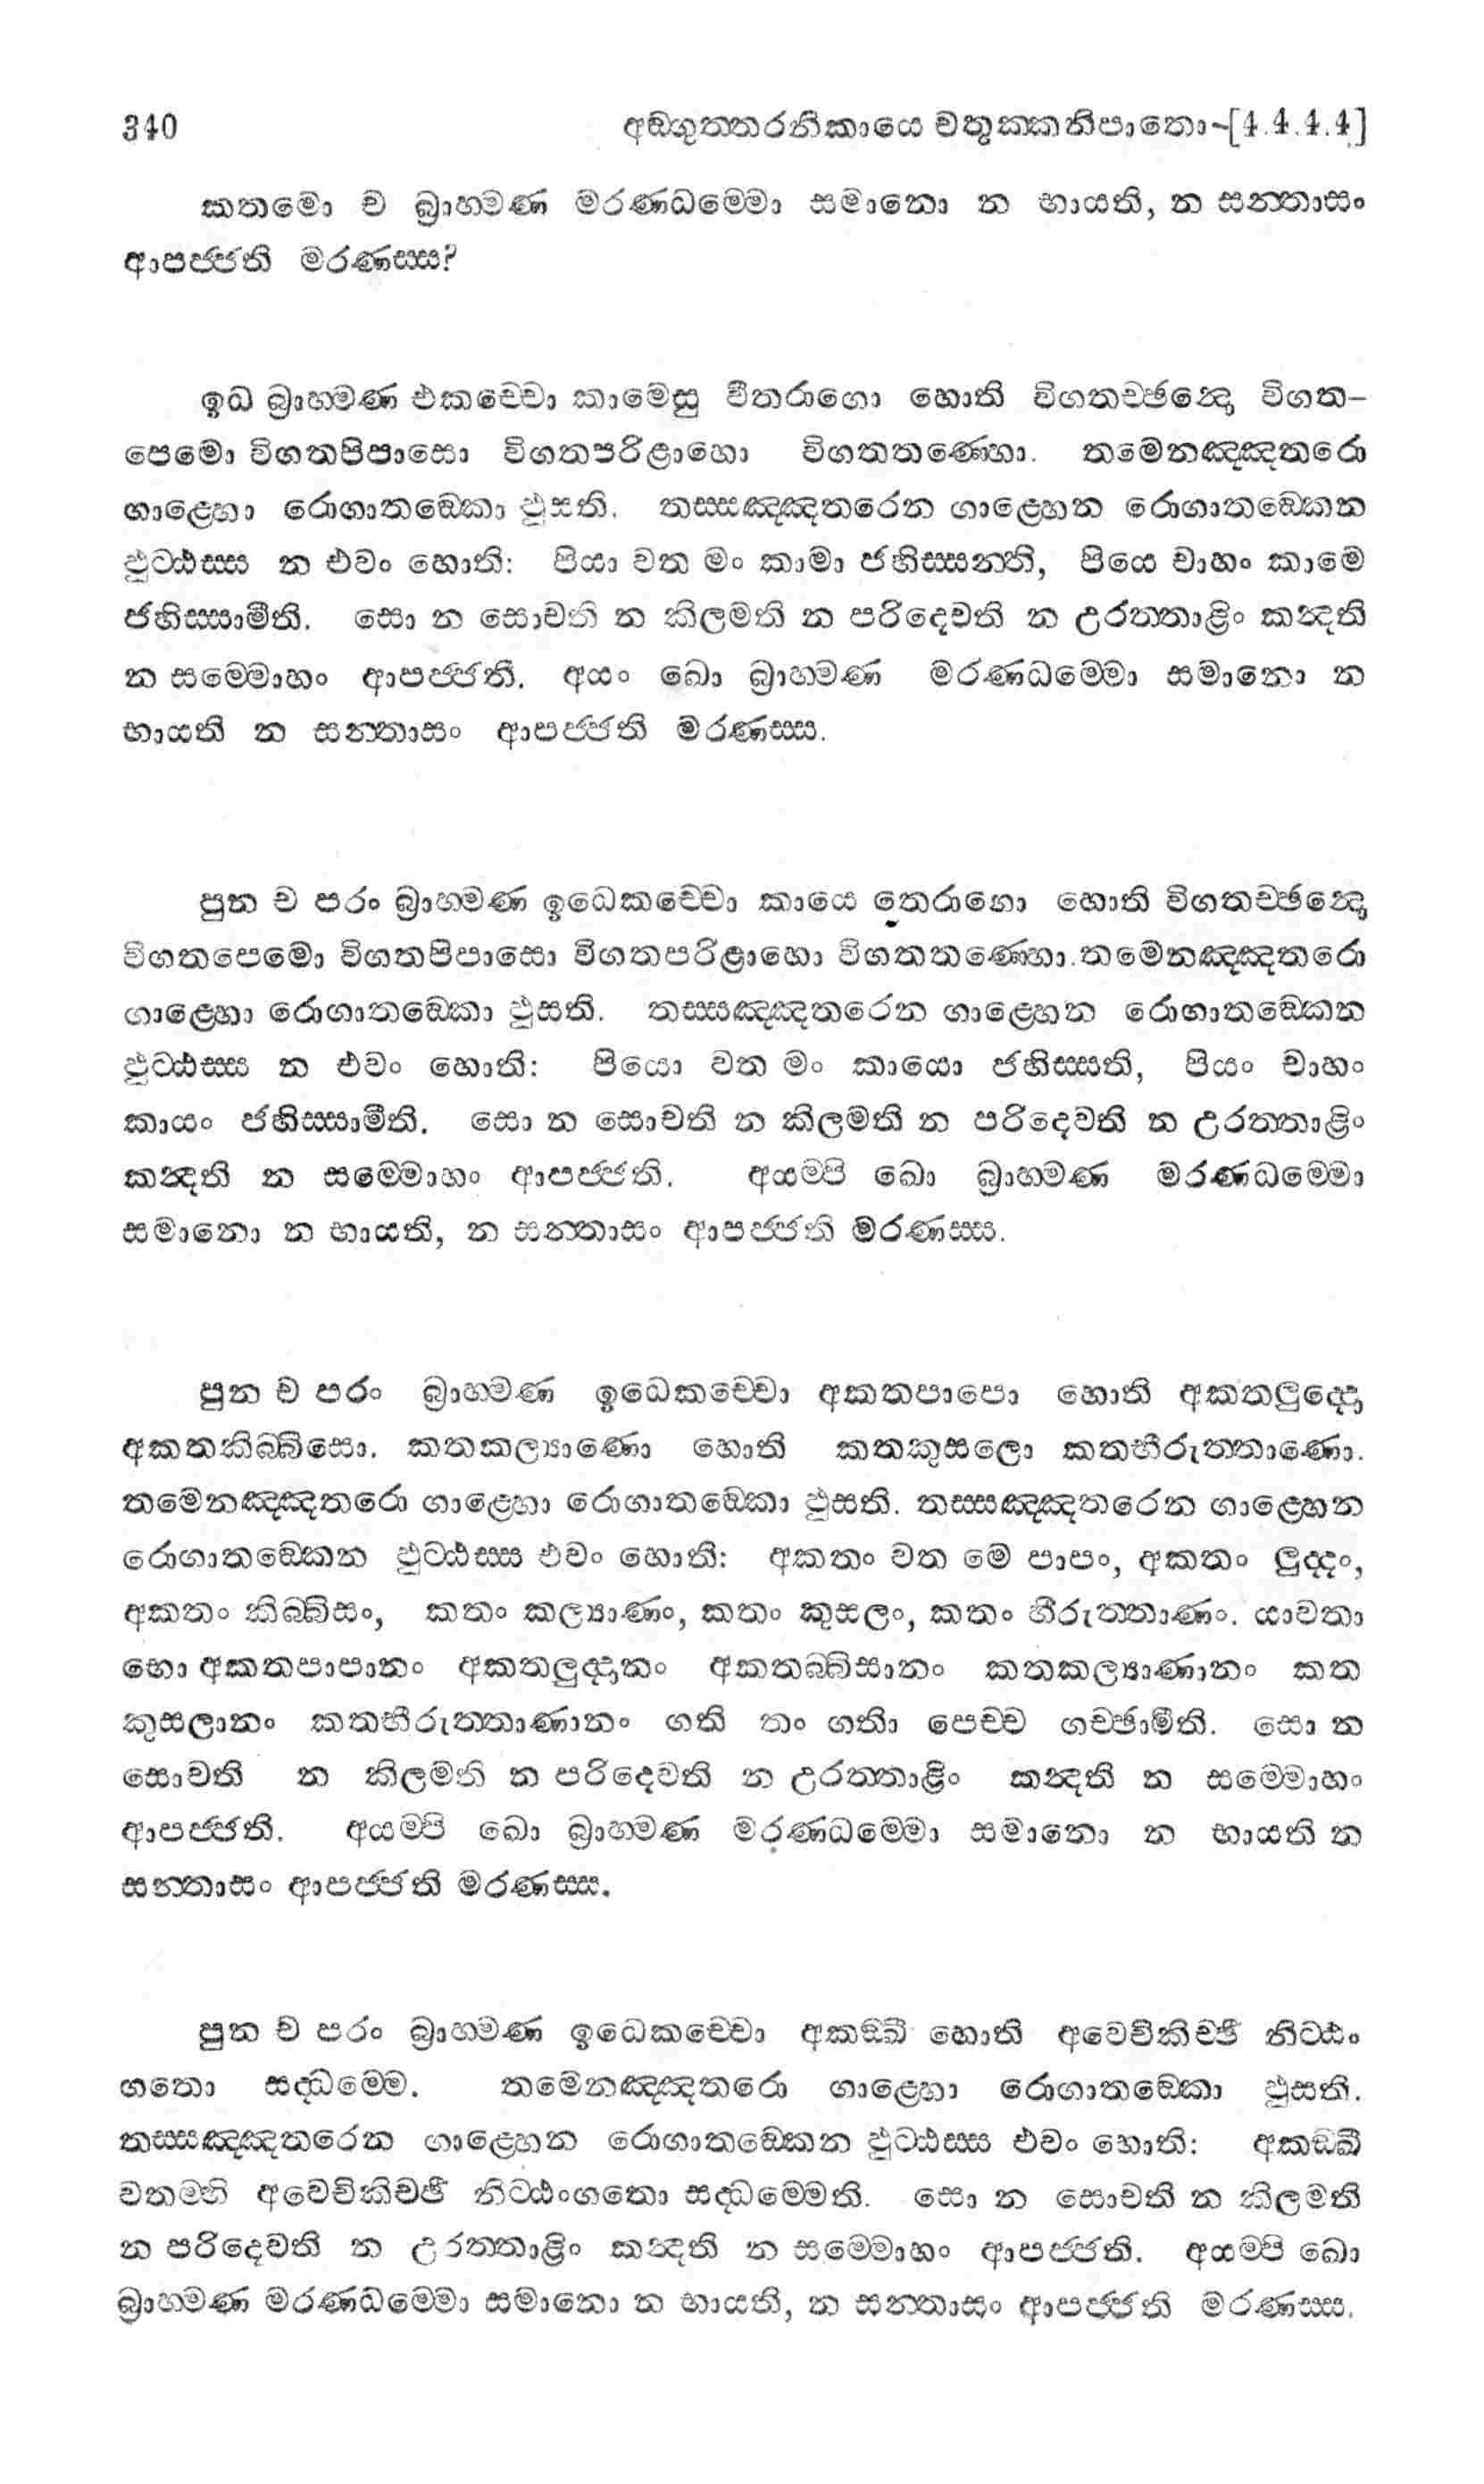 340 අඞ්ගුත්තරනිකායෙ චතුක්කනිපාතො-[4.4.4.4]
කතමො ච බ්‍රාහ්මණ මරණධම්මො සමානො න භායති, න සන්තාසං
ආපජ්ජති මරණස්ස?
ඉධ බ්‍රාහ්මණ එකච්චො කාමෙසු වීතරාගො හොති විගතච්ඡන්දො විගත-
පෙමො විගතපිපාසො විගතපරිළාහො විගතතණ්හො. තමෙනඤ්ඤතරො
ගාළ්හො රොගාතඞ්කො ඵුසති. තස්සඤ්ඤතරෙන ගාළ්හෙන රොගාතඞ්කෙන
ඵුට්ඨස්ස න එවං හොති: පියා වත මං කාමා ජහිස්සන්ති, පියෙ චාහං කාමෙ
ජහිස්සාමීති. සො න සොචති න කිලමති න පරිදෙවති න උරත්තාළිං කන්දති
න සම්මොහං ආපජ්ජති. අයං ඛො බ්‍රාහ්මණ මරණධම්මො සමානො න
භායති න සන්තාසං ආපජ්ජති මරණස්ස.
පුන ච පරං බ්‍රාහ්මණ ඉධෙකච්චො කායෙ තෙරාගො හොති විගතච්ඡන්දො
විගතපෙමො විගතපිපාසො විගතපරිළාහො විගතතණ්හො. තමෙනඤ්ඤතරො
ගාළ්හො රොගාතඞ්කො ඵුසති. තස්සඤ්ඤතරෙන ගාළ්හෙන රොගාතඞ්කෙන
ඵුට්ඨස්ස න එවං හොති: පියො වත මං කායො ජහිස්සති, පියං චාහං
කායං ජහිස්සාමීති. සො න සොචති න කිලමති න පරිදෙවති න උරත්තාළිං
කන්දති න සම්මොහං ආපජ්ජති. අයම්පි ඛො බ්‍රාහ්මණ මරණධම්මො
සමානො න භායති, න සන්තාසං ආපජ්ජති මරණස්ස.
පුන ච පරං බ්‍රාහ්මණ ඉධෙකච්චො අකතපාපො හොති අකතලුද්දො
අකතකිබ්බිසො. කතකල්‍යාණො හොති කතකුසලො කතභීරුත්තාණො.
තමෙනඤ්ඤතරො ගාළ්හො රොගාතඞ්කො ඵුසති. තස්සඤ්ඤතරෙන ගාළ්හෙන
රොගාතඞ්කෙන ඵුට්ඨස්ස එවං හොති: අකතං වත මෙ පාපං, අකතං ලුද්දං,
අකතං කිබ්බිසං, කතං කල්‍යාණං, කතං කුසලං, කතං භීරුත්තාණං. යාවතා
භො අකතපාපානං අකතලුද්දානං අකතබ්බිසානං කතකල්‍යාණානං කත
කුසලානං කතභීරුත්තාණානං ගති තං ගතිං පෙච්ච ගච්ඡාමීති. සො න
සොචති න කිලමති න පරිදෙවති න උරත්තාළිං කන්දති න සම්මොහං
ආපජ්ජති. අයම්පි ඛො බ්‍රාහ්මණ මරණධම්මො සමානො න භායති න
සන්තාසං ආපජ්ජති මරණස්ස.
පුන ච පරං බ්‍රාහ්මණ ඉධෙකච්චො අකඞ්ඛී හොති අවෙචිකිච්ඡී නිට්ඨං
ගතො සද්ධම්මෙ. තමෙනඤ්ඤතරො ගාළ්හො රොගාතඞ්කො ඵුසති.
තස්සඤ්ඤතරෙන ගාළ්හෙන රොගාතඞ්කෙන ඵුට්ඨස්ස එවං හොති: අකඞ්ඛී
වතම්හි අවෙචිකිච්ඡී නිට්ඨංගතො සද්ධම්මෙති. සො න සොචති න කිලමති
න පරිදෙවති න උරත්තාළිං කන්දති න සම්මොහං ආපජ්ජති. අයම්පි ඛො
බ්‍රාහ්මණ මරණධම්මො සමානො න භායති, න සන්තාසං ආපජ්ජති මරණස්ස.